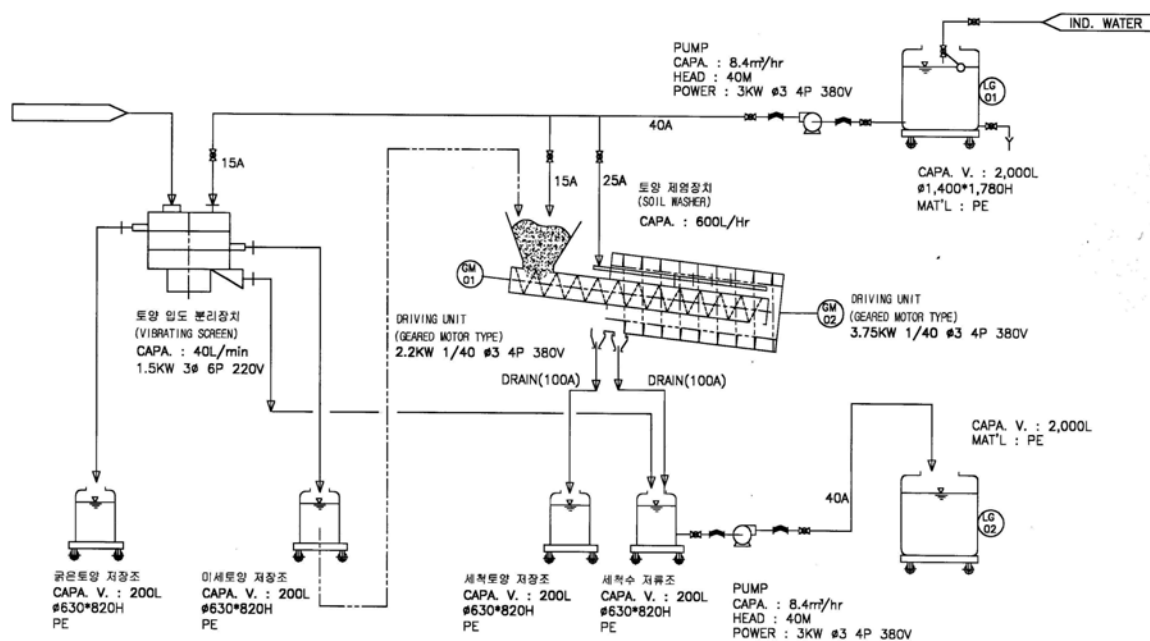 IND. WATER
PUMP
CAPA. : 8.4㎥/hr
HEAD : 40M
POWER : 3KW ø3 4P 380V
LG
01
40A
15A
15A
25A
CAPA. V. : 2,000L
ø1,400*1,780H
MAT'L : PE
토양 제염장치
(SOIL WASHER)
CAPA. : 600L/Hr
GM
01
토양 입도 분리장치
(VIBRATING SCREEN)
CAPA. : 40L/min
1.5KW 3ø 6P 220V
DRIVING UNIT
(GEARED MOTOR TYPE)
2.2KW 1/40 ø3 4P 380V
GM
02
DRIVING UNIT
(GEARED MOTOR TYPE)
3.75KW 1/40 ø3 4P 380V
DRAIN(100A)
DRAIN(100A)
CAPA. V. : 2,000L
MAT'L : PE
40A
LG
02
굵은토양 저장조
CAPA. V. : 200L
ø630*820H
PE
미세토양 저장조
CAPA. V. : 200L
ø630*820H
PE
세척토양 저장조
CAPA. V. : 200L
ø630*820H
PE
세척수 저류조
CAPA. V. : 200L
ø630*820H
PE
PUMP
CAPA. : 8.4㎥/hr
HEAD : 40M
POWER : 3KW ø3 4P 380V